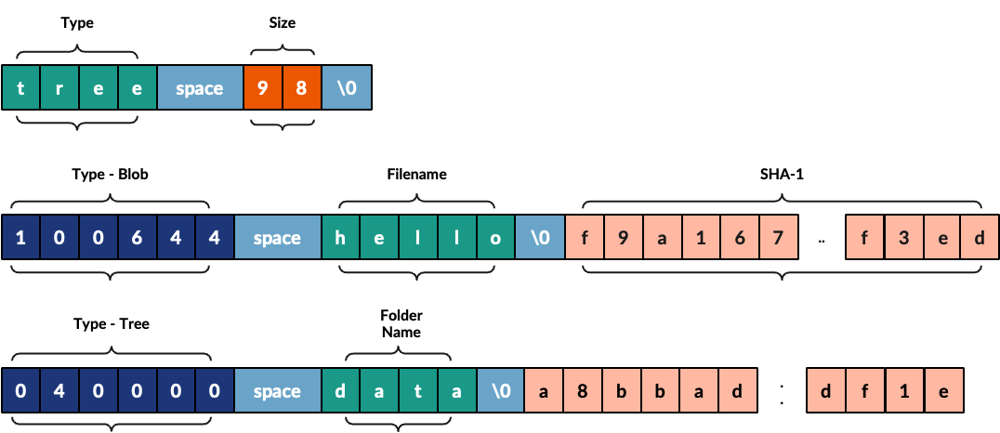 Type Size
t r e e space 9 8 \0
Type - Blob Filename SHA-1
1 0 0 6 4 4 space h e l l o \0 f 9 a 1 6 7 .. f 3 e d
Type - Tree Folder
Name
0 4 0 0 0 0 space d a t a \0 a 8 b b a d : d f 1 e